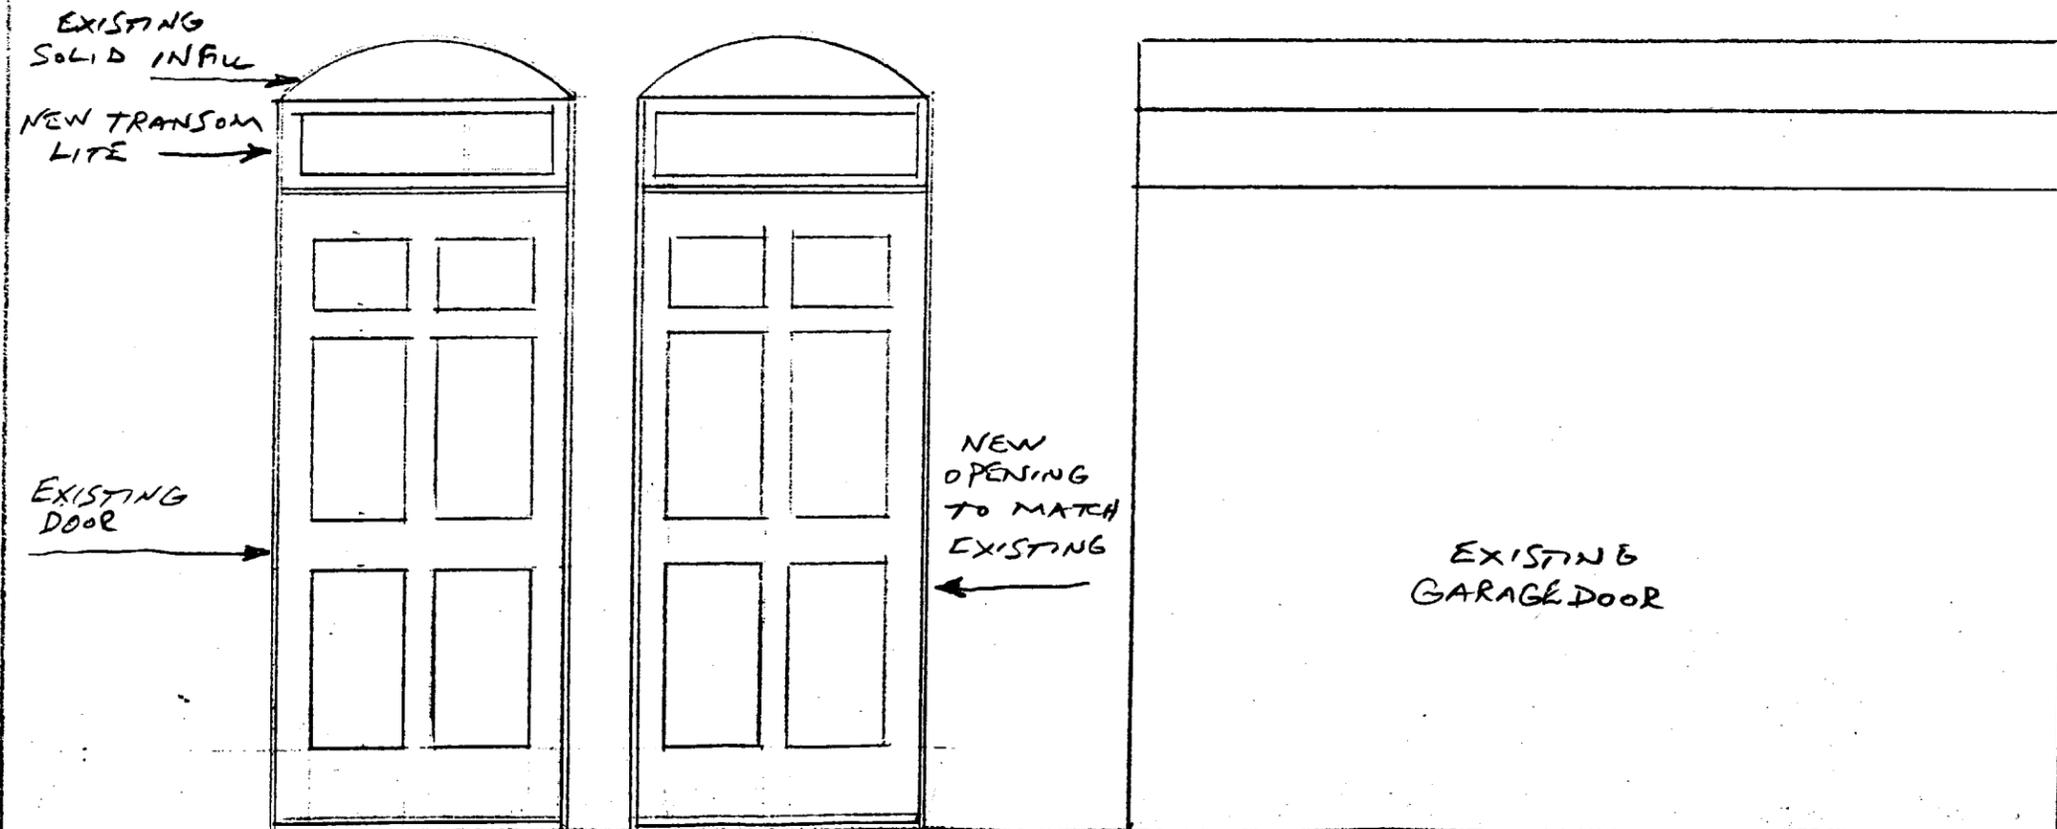 EXISTING
SOLID INFILL
NEW TRANSOM
LITE
EXISTING
DOOR
NEW
OPENING
TO MATCH
EXISTING
EXISTING
GARAGE DOOR